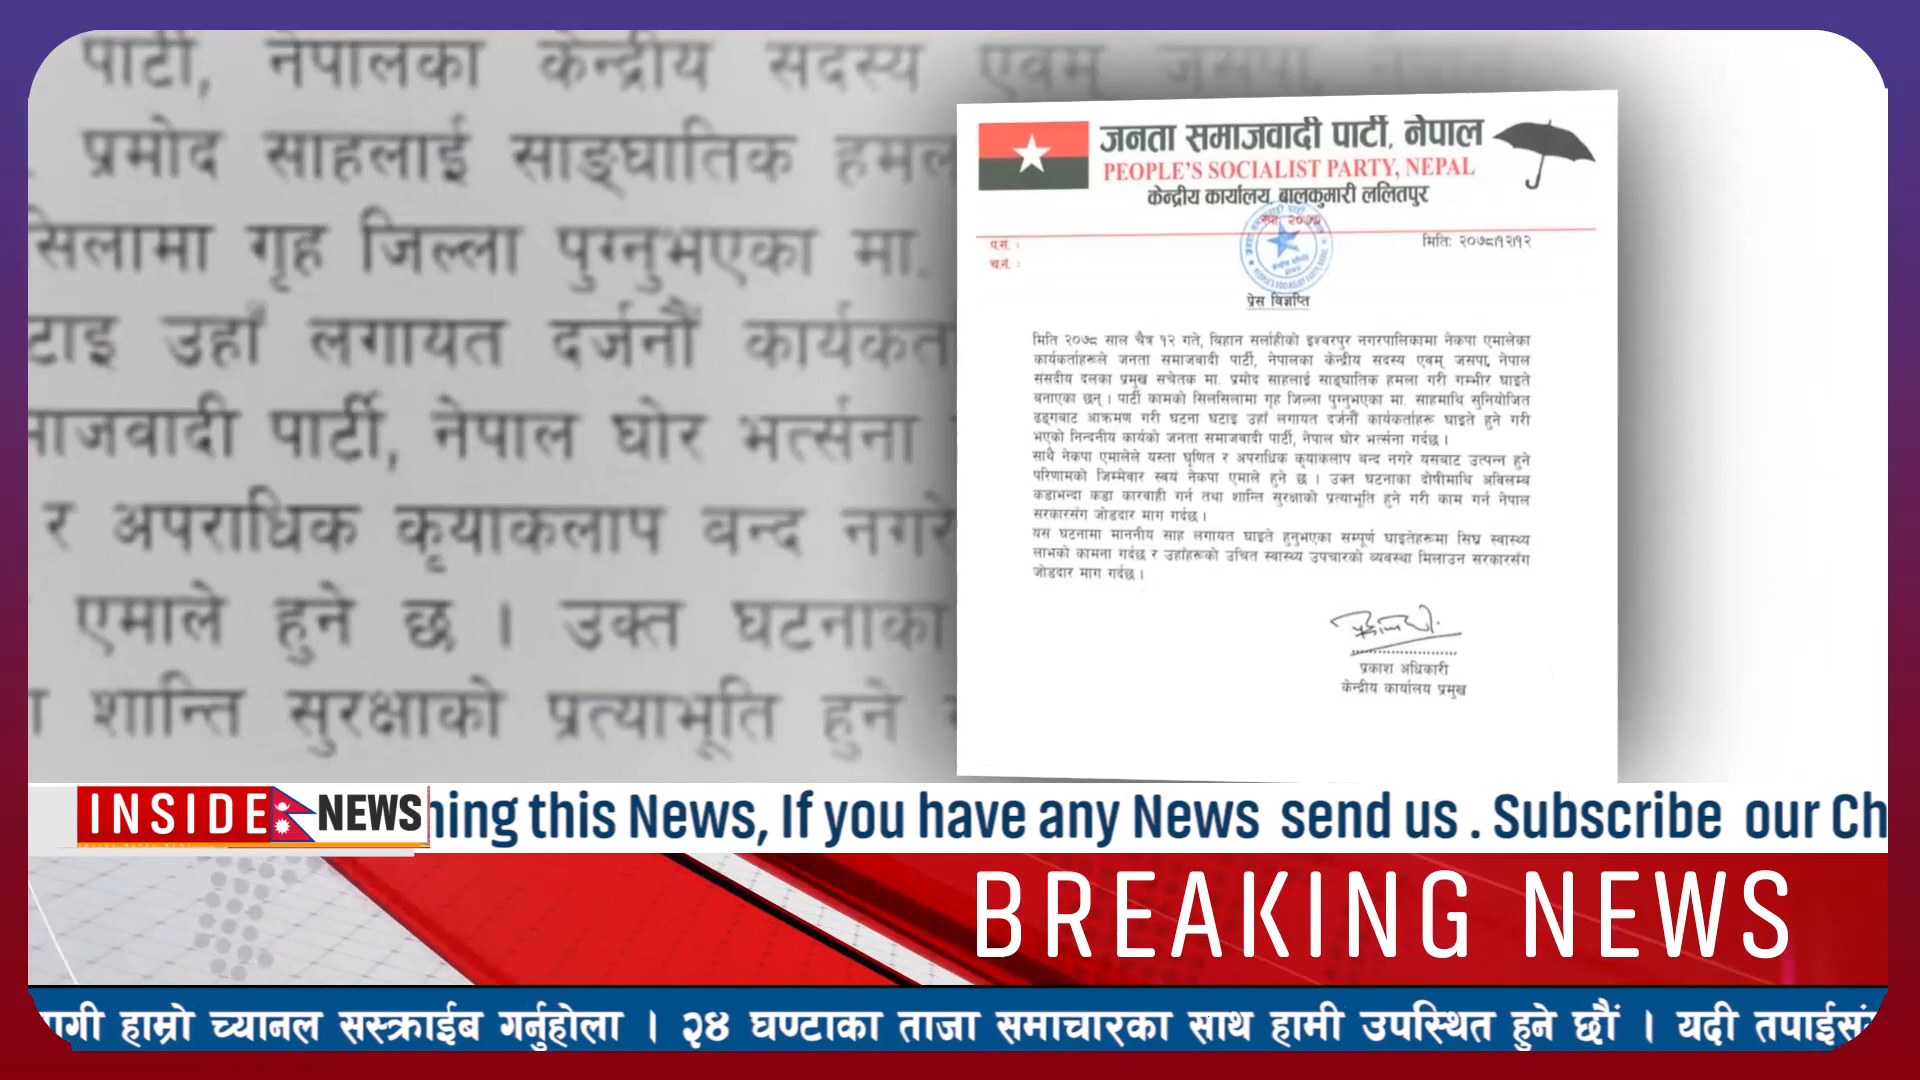 पार्टी, नेपालका केन्द्रीय सदस्य एवम् जसपा,
प्रमोद साहलाई साङ्घातिक
सिलामा गृह जिल्ला पुग्नुभएका मा.
टाइ उहाँ लगायत दर्जनौं कार्यकर्त
माजवादी पार्टी, नेपाल घोर भर्त्सना
र अपराधिक कृयाकलाप बन्द नगरे
एमाले हुने छ । उक्त घटनाका
शान्ति सुरक्षाको प्रत्याभूति हुने
जनता समाजवादी पार्टी, नेपाल
PEOPLE'S SOCIALIST PARTY, NEPAL
केन्द्रीय कार्यालय, बालकुमारी ललितपुर
प.सं. :
च.नं. :
मितिः २०७८।१२।१२
प्रेस विज्ञप्ति
मिति २०७८ साल चैत्र १२ गते, विहान सर्लाहीको इश्वरपुर नगरपालिकामा नेकपा एमालेका
कार्यकर्ताहरूले जनता समाजवादी पार्टी, नेपालका केन्द्रीय सदस्य एवम् जसपा, नेपाल
संसदीय दलका प्रमुख सचेतक मा. प्रमोद साहलाई साङ्घातिक हमला गरी गम्भीर घाइते
बनाएका छन् । पार्टी कामको सिलसिलामा गृह जिल्ला पुग्नुभएका मा. साहमाथि सुनियोजित
ढङ्गबाट आक्रमण गरी घटना घटाइ उहाँ लगायत दर्जनौं कार्यकर्ताहरू घाइते हुने गरी
भएको निन्दनीय कार्यको जनता समाजवादी पार्टी, नेपाल घोर भर्त्सना गर्दछ ।
साथै नेकपा एमालेले यस्ता घृणित र अपराधिक कृयाकलाप बन्द नगरे यसबाट उत्पन्न हुने
परिणामको जिम्मेवार स्वयं नेकपा एमाले हुने छ । उक्त घटनाका दोषीमाथि अविलम्ब
कडाभन्दा कडा कारवाही गर्न तथा शान्ति सुरक्षाको प्रत्याभूति हुने गरी काम गर्न नेपाल
सरकारसँग जोडदार माग गर्दछ ।
यस घटनामा माननीय साह लगायत घाइते हुनुभएका सम्पूर्ण घाइतेहरूमा सिघ्र स्वास्थ्य
लाभको कामना गर्दछ र उहाँहरूको उचित स्वास्थ्य उपचारको व्यवस्था मिलाउन सरकारसँग
जोडदार माग गर्दछ ।
प्रकाश अधिकारी
केन्द्रीय कार्यालय प्रमुख
INSIDE NEWS
hing this News, If you have any News send us . Subscribe our Ch
BREAKING NEWS
ागी हाम्रो च्यानल सस्क्राईब गर्नुहोला । २४ घण्टाका ताजा समाचारका साथ हामी उपस्थित हुने छौं । यदी तपाईसं